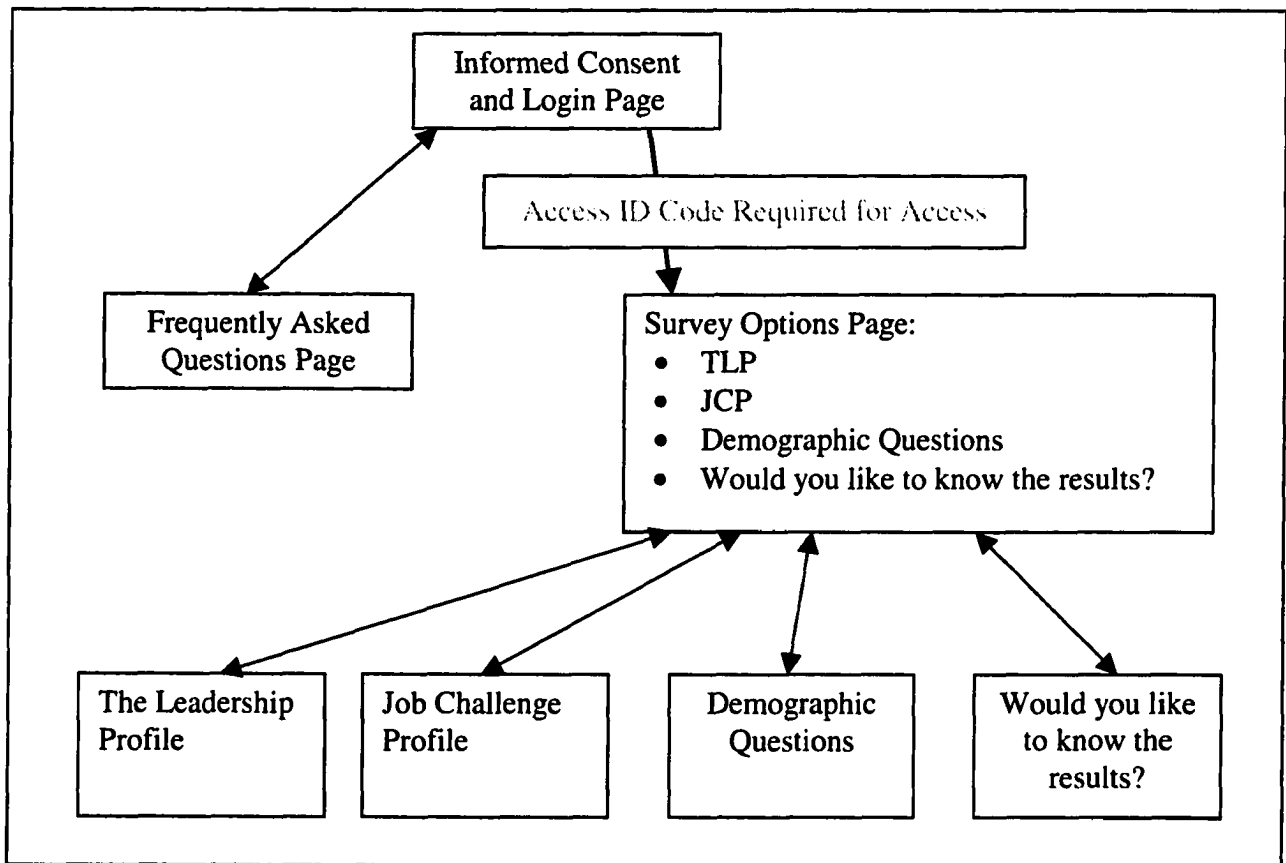 Informed Consent
and Login Page
Access ID Code Required for Access
Frequently Asked
Questions Page
Survey Options Page:
• TLP
• JCP
• Demographic Questions
• Would you like to know the results?
The Leadership
Profile
Job Challenge
Profile
Demographic
Questions
Would you like
to know the
results?